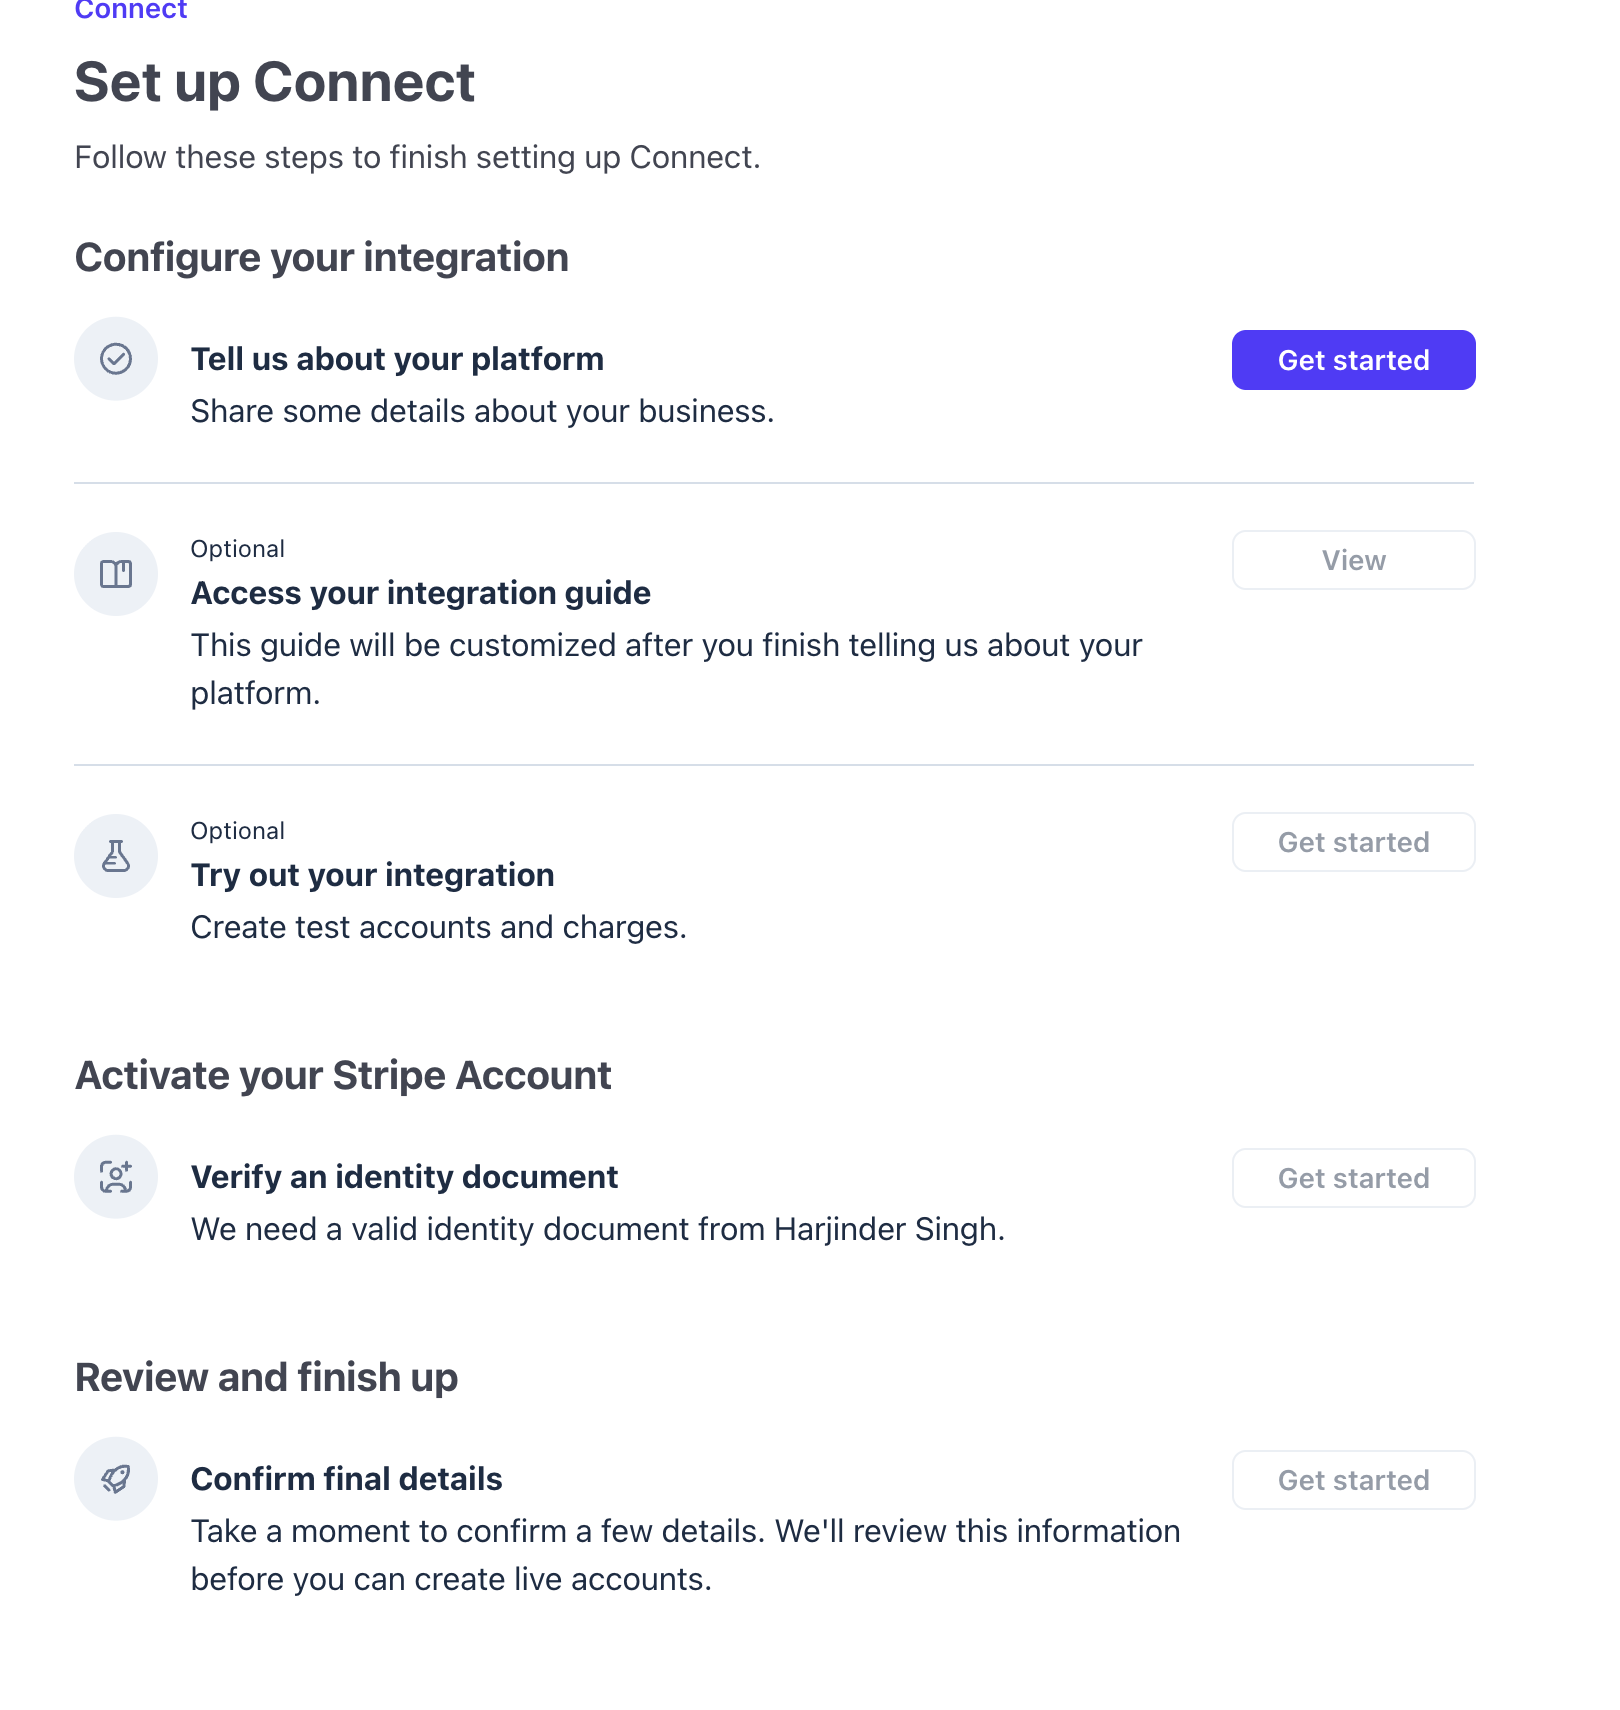 Connect
Set up Connect
Follow these steps to finish setting up Connect.
Configure your integration
Tell us about your platform
Get started
Share some details about your business.
Optional
View
Access your integration guide
This guide will be customized after you finish telling us about your
platform.
Optional
Get started
Try out your integration
Create test accounts and charges.
Activate your Stripe Account
Verify an identity document
Get started
We need a valid identity document from Harjinder Singh.
Review and finish up
Confirm final details
Get started
Take a moment to confirm a few details. We'll review this information
before you can create live accounts.